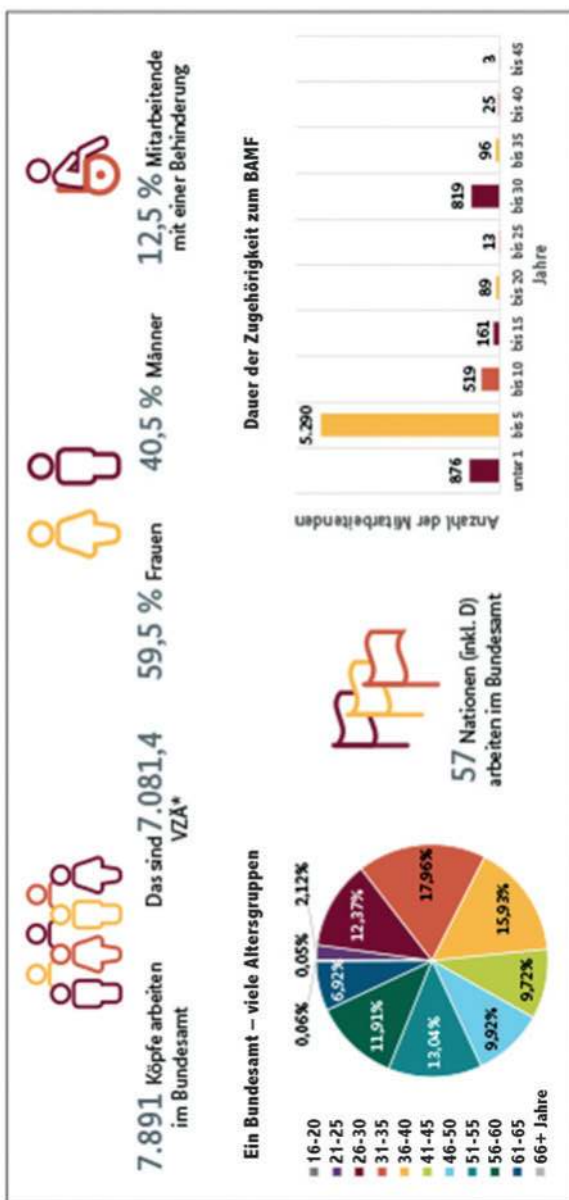 7.891 Köpfe arbeiten
im Bundesamt
Das sind 7.081,4
VZÄ*
59,5 % Frauen
40,5 % Männer
12,5 % Mitarbeitende
mit einer Behinderung
Ein Bundesamt – viele Altersgruppen
16-20
21-25
26-30
31-35
36-40
41-45
46-50
51-55
56-60
61-65
66+ Jahre
0,06%
0,05%
2,12%
12,37%
17,96%
15,93%
9,72%
9,92%
13,04%
11,91%
6,92%
57 Nationen (inkl. D)
arbeiten im Bundesamt
Dauer der Zugehörigkeit zum BAMF
Anzahl der Mitarbeitenden
876
5.290
519
161
89
13
819
96
25
3
unter 1
bis 5
bis 10
bis 15
bis 20
bis 25
bis 30
bis 35
bis 40
bis 45
Jahre